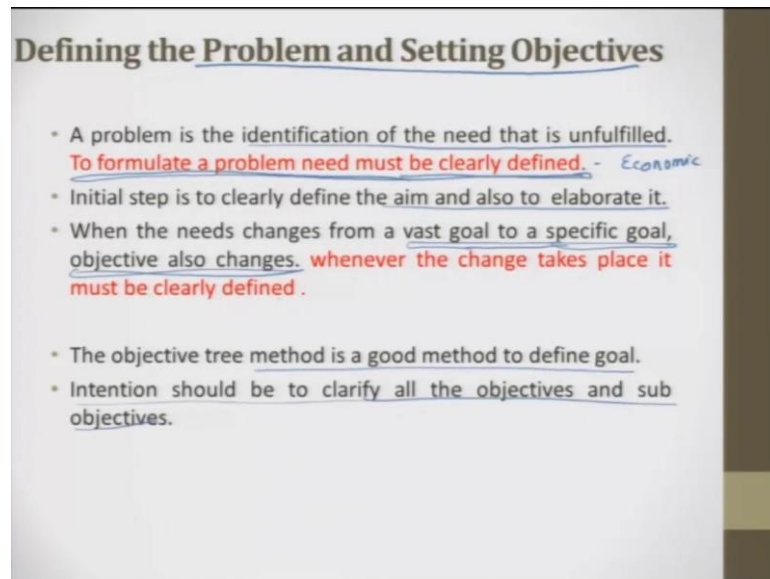 Defining the Problem and Setting Objectives
• A problem is the identification of the need that is unfulfilled.
To formulate a problem need must be clearly defined. - Economic
• Initial step is to clearly define the aim and also to elaborate it.
• When the needs changes from a vast goal to a specific goal,
objective also changes. whenever the change takes place it
must be clearly defined .
• The objective tree method is a good method to define goal.
• Intention should be to clarify all the objectives and sub
objectives.